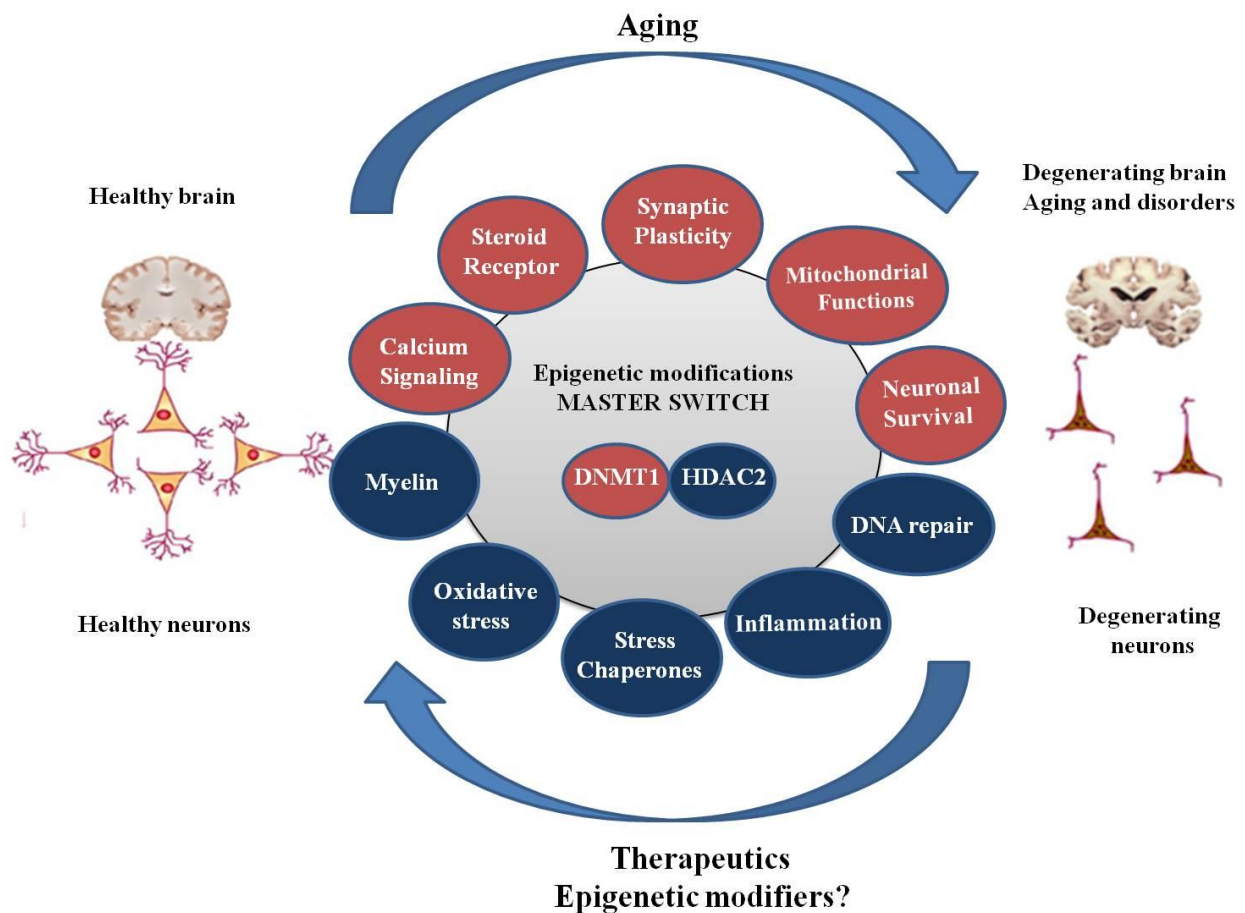 Aging
Healthy brain
Degenerating brain
Aging and disorders
Synaptic
Plasticity
Steroid
Receptor
Mitochondrial
Functions
Calcium
Signaling
Epigenetic modifications
MASTER SWITCH
Neuronal
Survival
Myelin
DNMT1
HDAC2
DNA repair
Oxidative
stress
Stress
Chaperones
Inflammation
Healthy neurons
Degenerating
neurons
Therapeutics
Epigenetic modifiers?